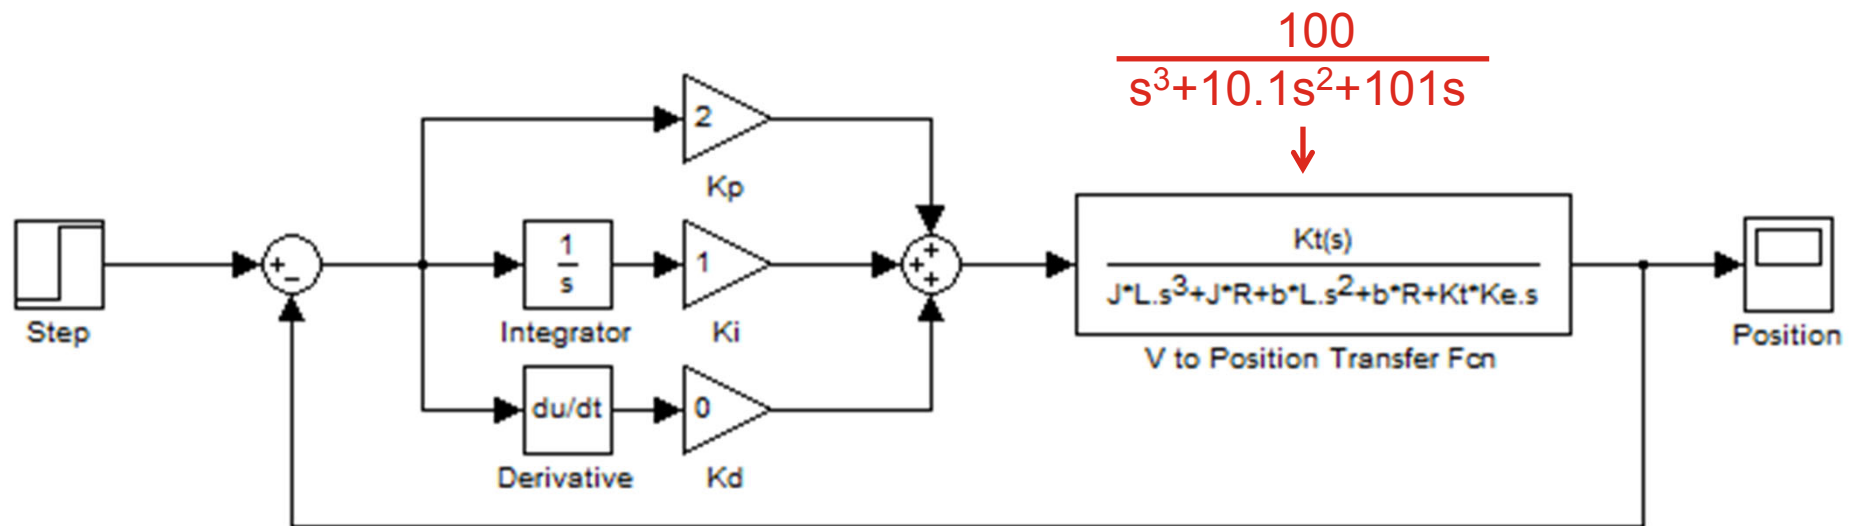 100
s³+10.1s²+101s
2
Kp
Step
+
−
1
s
Integrator
1
Ki
du/dt
Derivative
0
Kd
+
+
+
Kt(s)
J*L.s³+J*R+b*L.s²+b*R+Kt*Ke.s
V to Position Transfer Fcn
Position